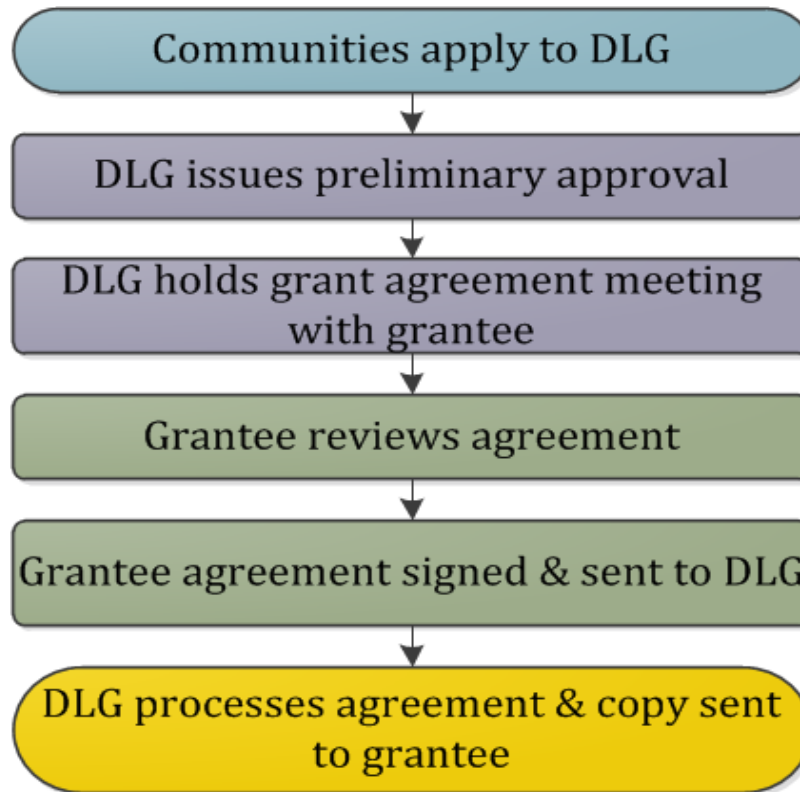 Communities apply to DLG
DLG issues preliminary approval
DLG holds grant agreement meeting
with grantee
Grantee reviews agreement
Grantee agreement signed & sent to DLG
DLG processes agreement & copy sent
to grantee